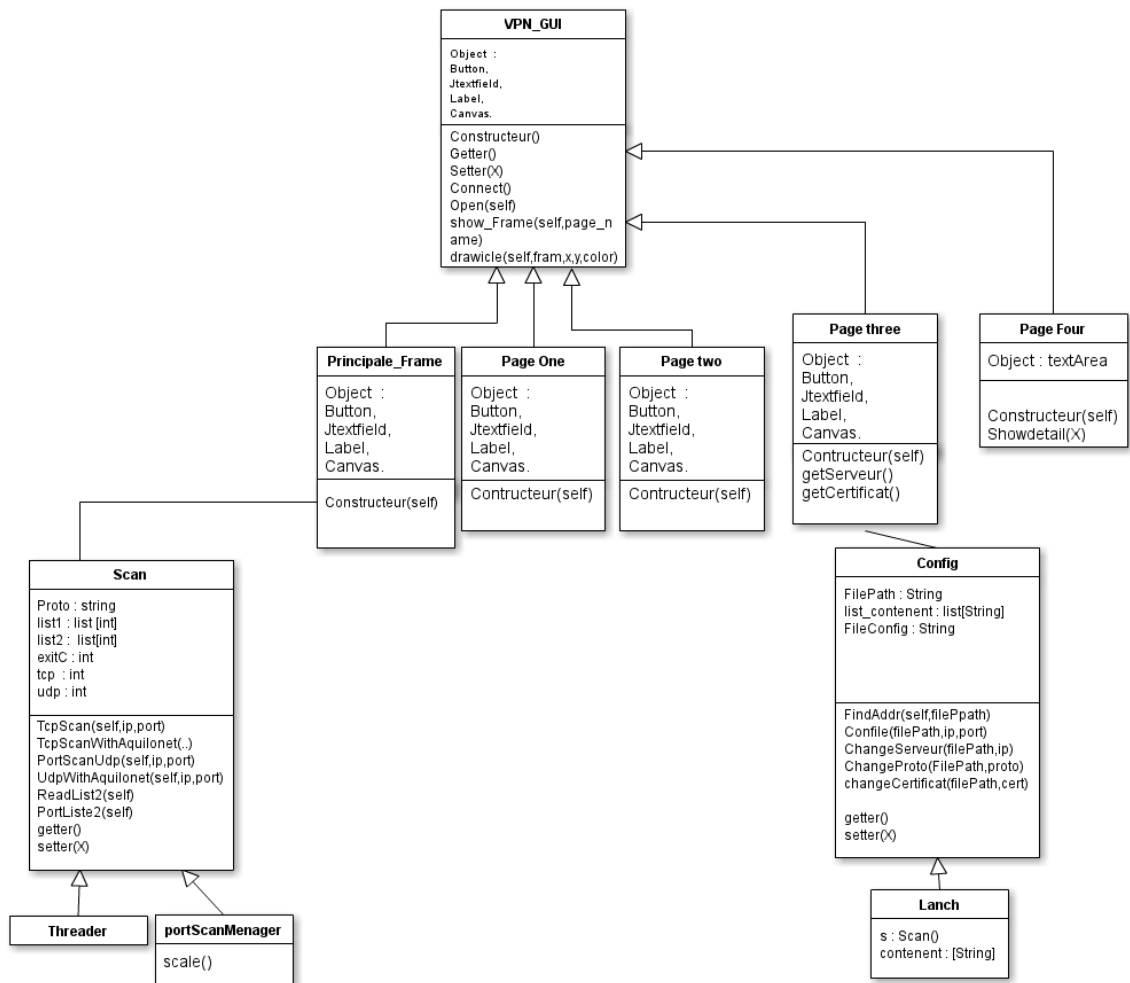 VPN_GUI
Object :
Button,
Jtextfield,
Label,
Canvas.
Constructeur()
Getter()
Setter(X)
Connect()
Open(self)
show_Frame(self,page_n
ame)
drawicle(self,fram,x,y,color)
Principale_Frame
Object :
Button,
Jtextfield,
Label,
Canvas.
Constructeur(self)
Page One
Object :
Button,
Jtextfield,
Label,
Canvas.
Contructeur(self)
Page two
Object :
Button,
Jtextfield,
Label,
Canvas.
Contructeur(self)
Page three
Object :
Button,
Jtextfield,
Label,
Canvas.
Contructeur(self)
getServeur()
getCertificat()
Page Four
Object : textArea
Constructeur(self)
Showdetail(X)
Scan
Proto : string
list1 : list [int]
list2 : list[int]
exitC : int
tcp : int
udp : int
TcpScan(self,ip,port)
TcpScanWithAquilonet(..)
PortScanUdp(self,ip,port)
UdpWithAquilonet(self,ip,port)
ReadList2(self)
PortListe2(self)
getter()
setter(X)
Config
FilePath : String
list_contenent : list[String]
FileConfig : String
FindAddr(self,filePpath)
Confile(filePath,ip,port)
ChangeServeur(filePath,ip)
ChangeProto(FilePath,proto)
changeCertificat(filePath,cert)
getter()
setter(X)
Threader
portScanMenager
scale()
Lanch
s : Scan()
contenent : [String]